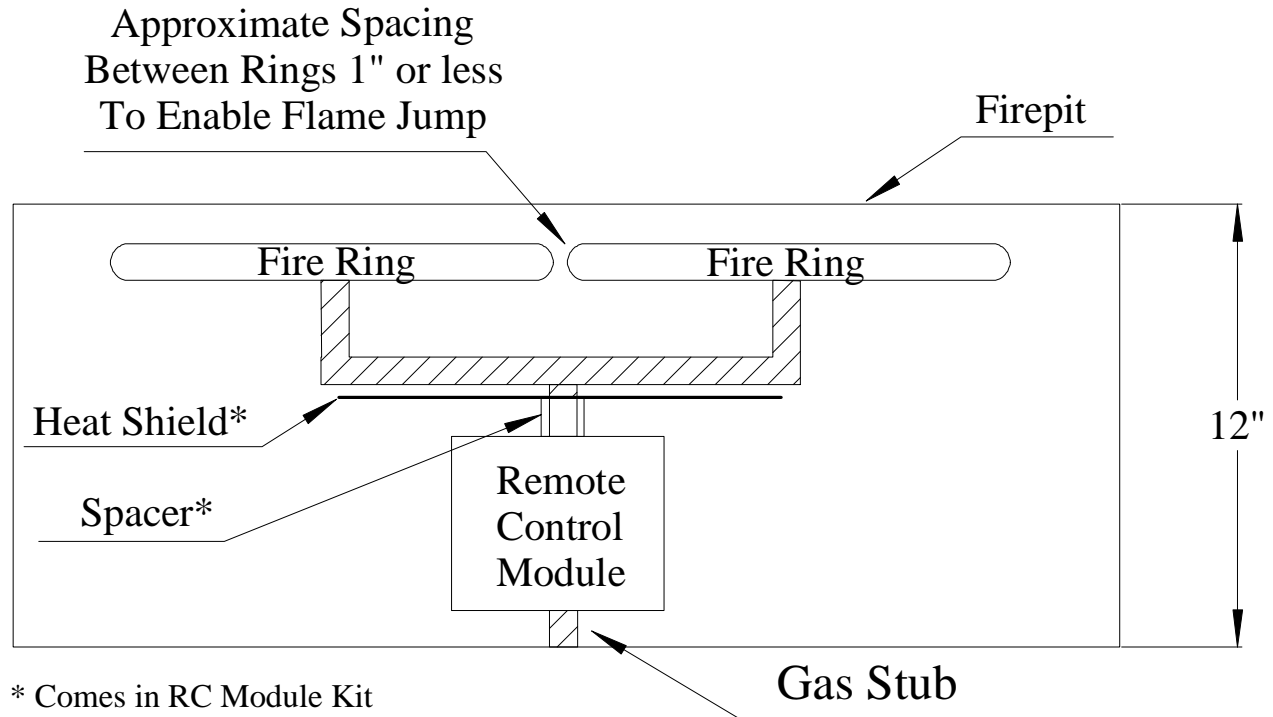 Approximate Spacing
Between Rings 1" or less
To Enable Flame Jump
Firepit
Fire Ring
Fire Ring
Heat Shield*
12"
Spacer*
Remote
Control
Module
Gas Stub
* Comes in RC Module Kit